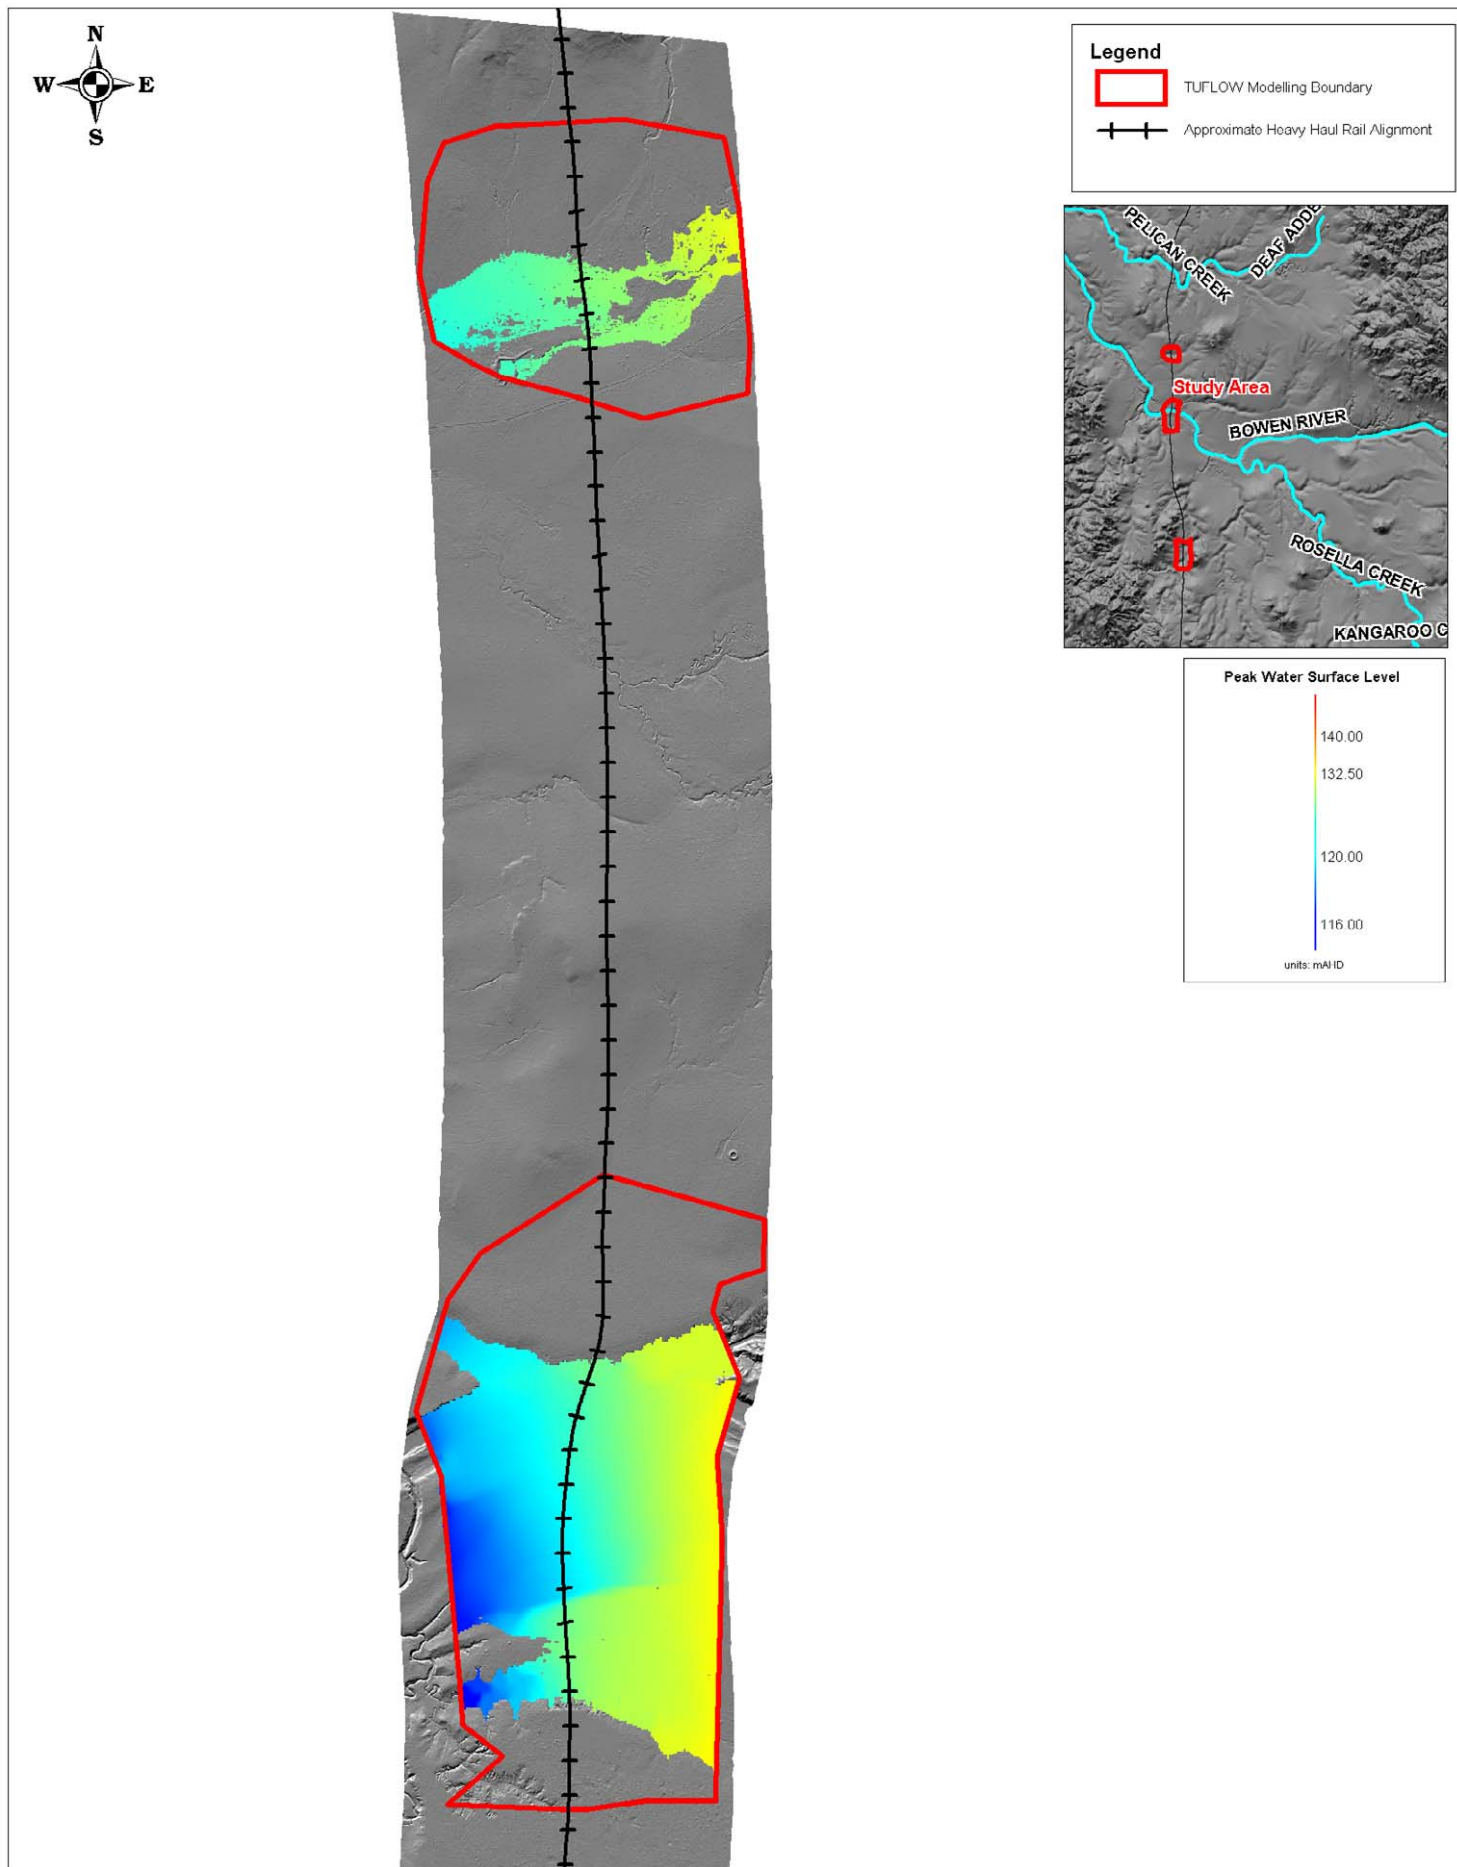 N
W E
S
Legend
TUFLOW Modelling Boundary
Approximate Heavy Haul Rail Alignment
PELICAN CREEK
DEAF ADDE
Study Area
BOWEN RIVER
ROSELLA CREEK
KANGAROO C
Peak Water Surface Level
140.00
132.50
120.00
116.00
units: mAHD